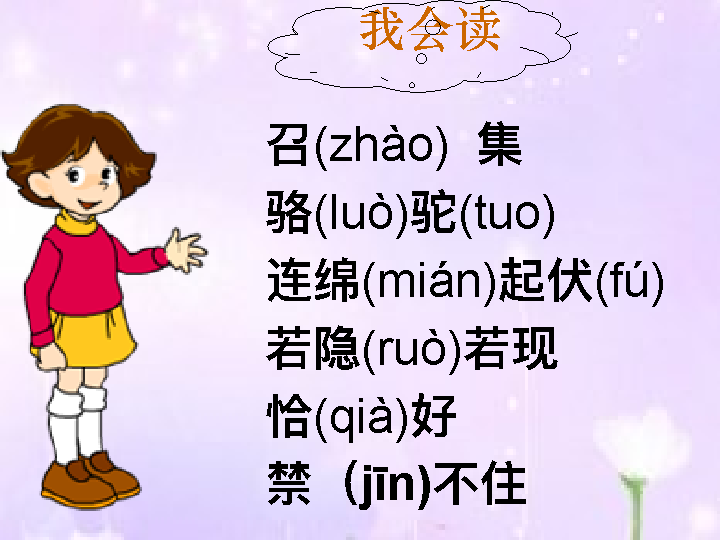 我会读
召(zhào) 集
骆(luò)驼(tuo)
连绵(mián)起伏(fú)
若隐(ruò)若现
恰(qià)好
禁（jīn)不住